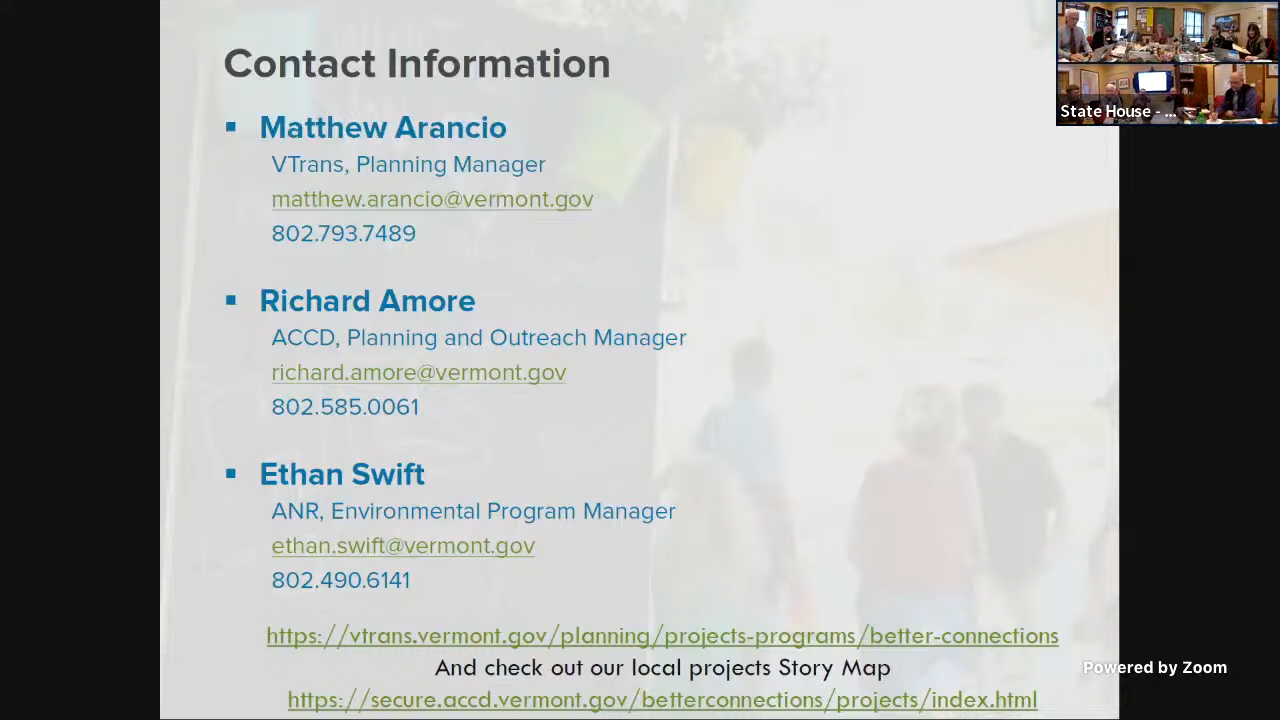 Contact Information
▪ Matthew Arancio
VTrans, Planning Manager
matthew.arancio@vermont.gov
802.793.7489
▪ Richard Amore
ACCD, Planning and Outreach Manager
richard.amore@vermont.gov
802.585.0061
▪ Ethan Swift
ANR, Environmental Program Manager
ethan.swift@vermont.gov
802.490.6141
https://vtrans.vermont.gov/planning/projects-programs/better-connections
And check out our local projects Story Map
https://secure.accd.vermont.gov/betterconnections/projects/index.html
State House - ...
Powered by Zoom